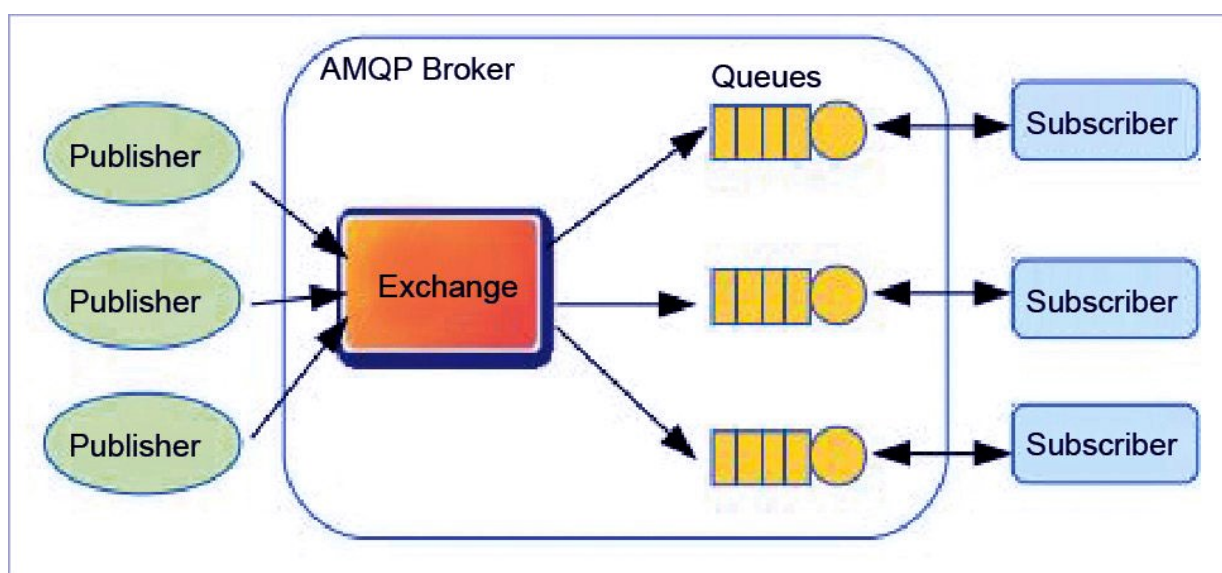 AMQP Broker
Queues
Publisher
Subscriber
Exchange
Publisher
Subscriber
Publisher
Subscriber